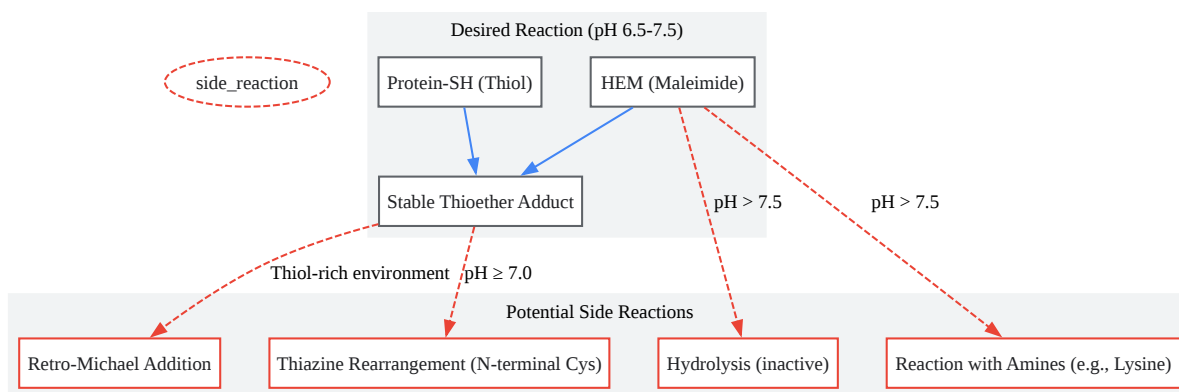 Desired Reaction (pH 6.5-7.5)
side_reaction
Protein-SH (Thiol)
HEM (Maleimide)
Stable Thioether Adduct
pH > 7.5
pH > 7.5
Thiol-rich environment
pH ≥ 7.0
Potential Side Reactions
Retro-Michael Addition
Thiazine Rearrangement (N-terminal Cys)
Hydrolysis (inactive)
Reaction with Amines (e.g., Lysine)